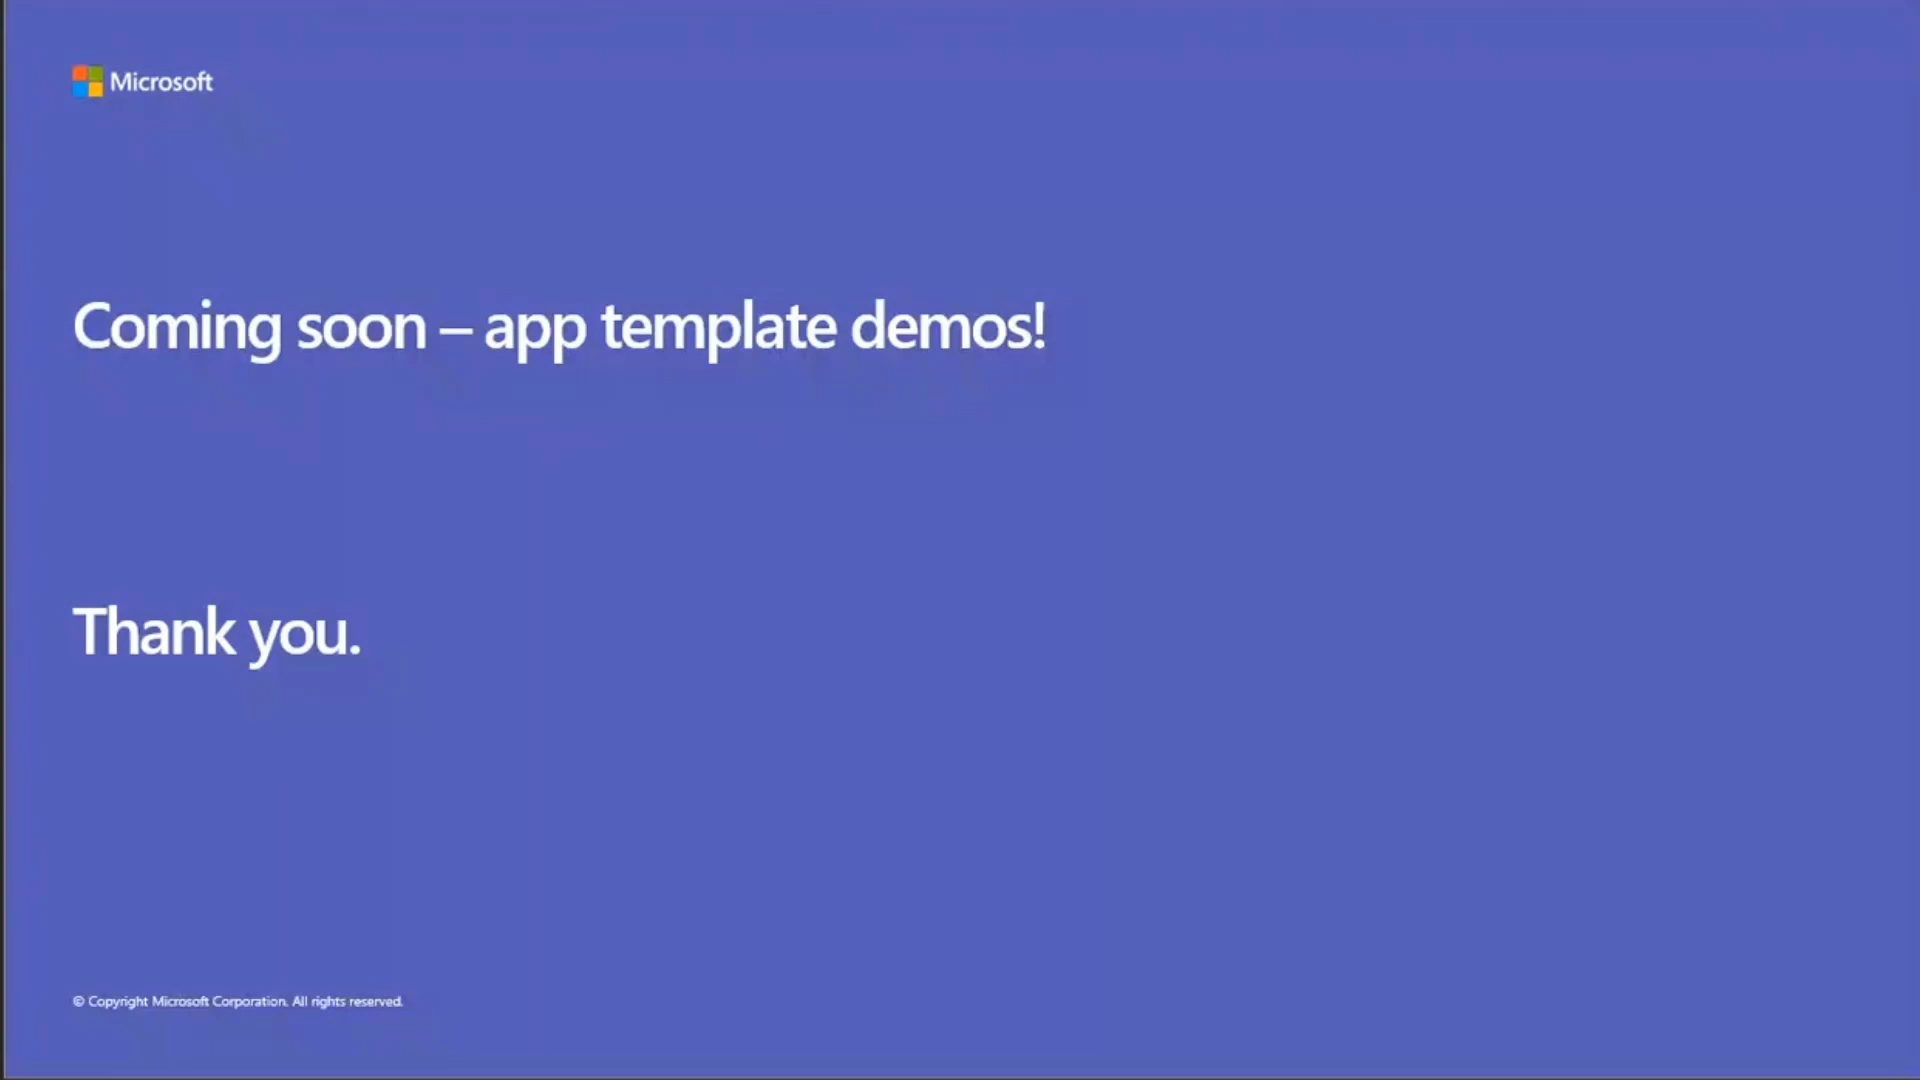 Microsoft
Coming soon – app template demos!
Thank you.
© Copyright Microsoft Corporation. All rights reserved.